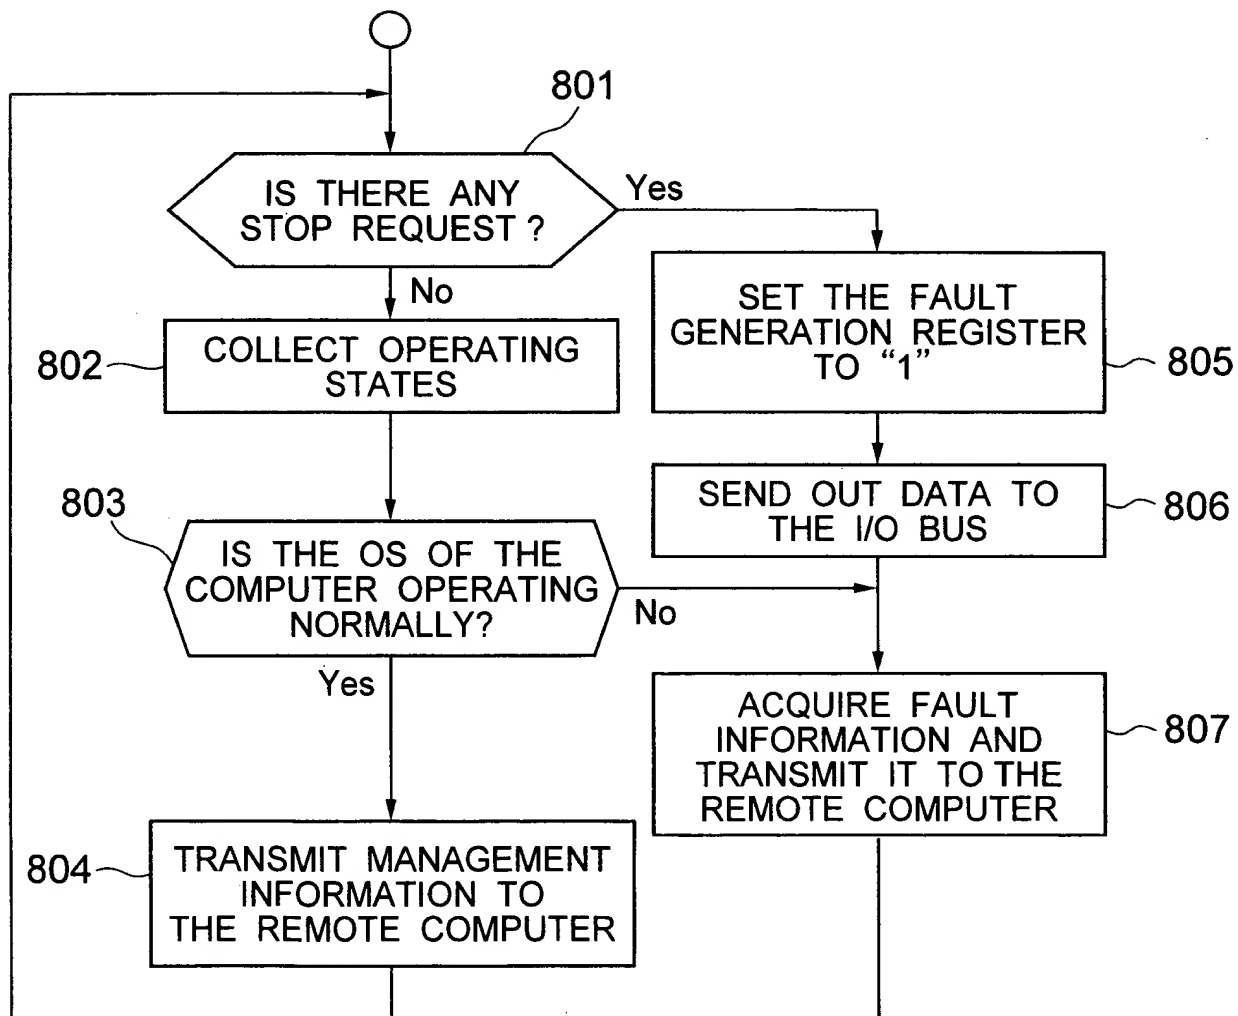 801
IS THERE ANY
STOP REQUEST ?
Yes
No
802
COLLECT OPERATING
STATES
SET THE FAULT
GENERATION REGISTER
TO “1”
805
SEND OUT DATA TO
THE I/O BUS
806
803
IS THE OS OF THE
COMPUTER OPERATING
NORMALLY?
No
Yes
ACQUIRE FAULT
INFORMATION AND
TRANSMIT IT TO THE
REMOTE COMPUTER
807
804
TRANSMIT MANAGEMENT
INFORMATION TO
THE REMOTE COMPUTER